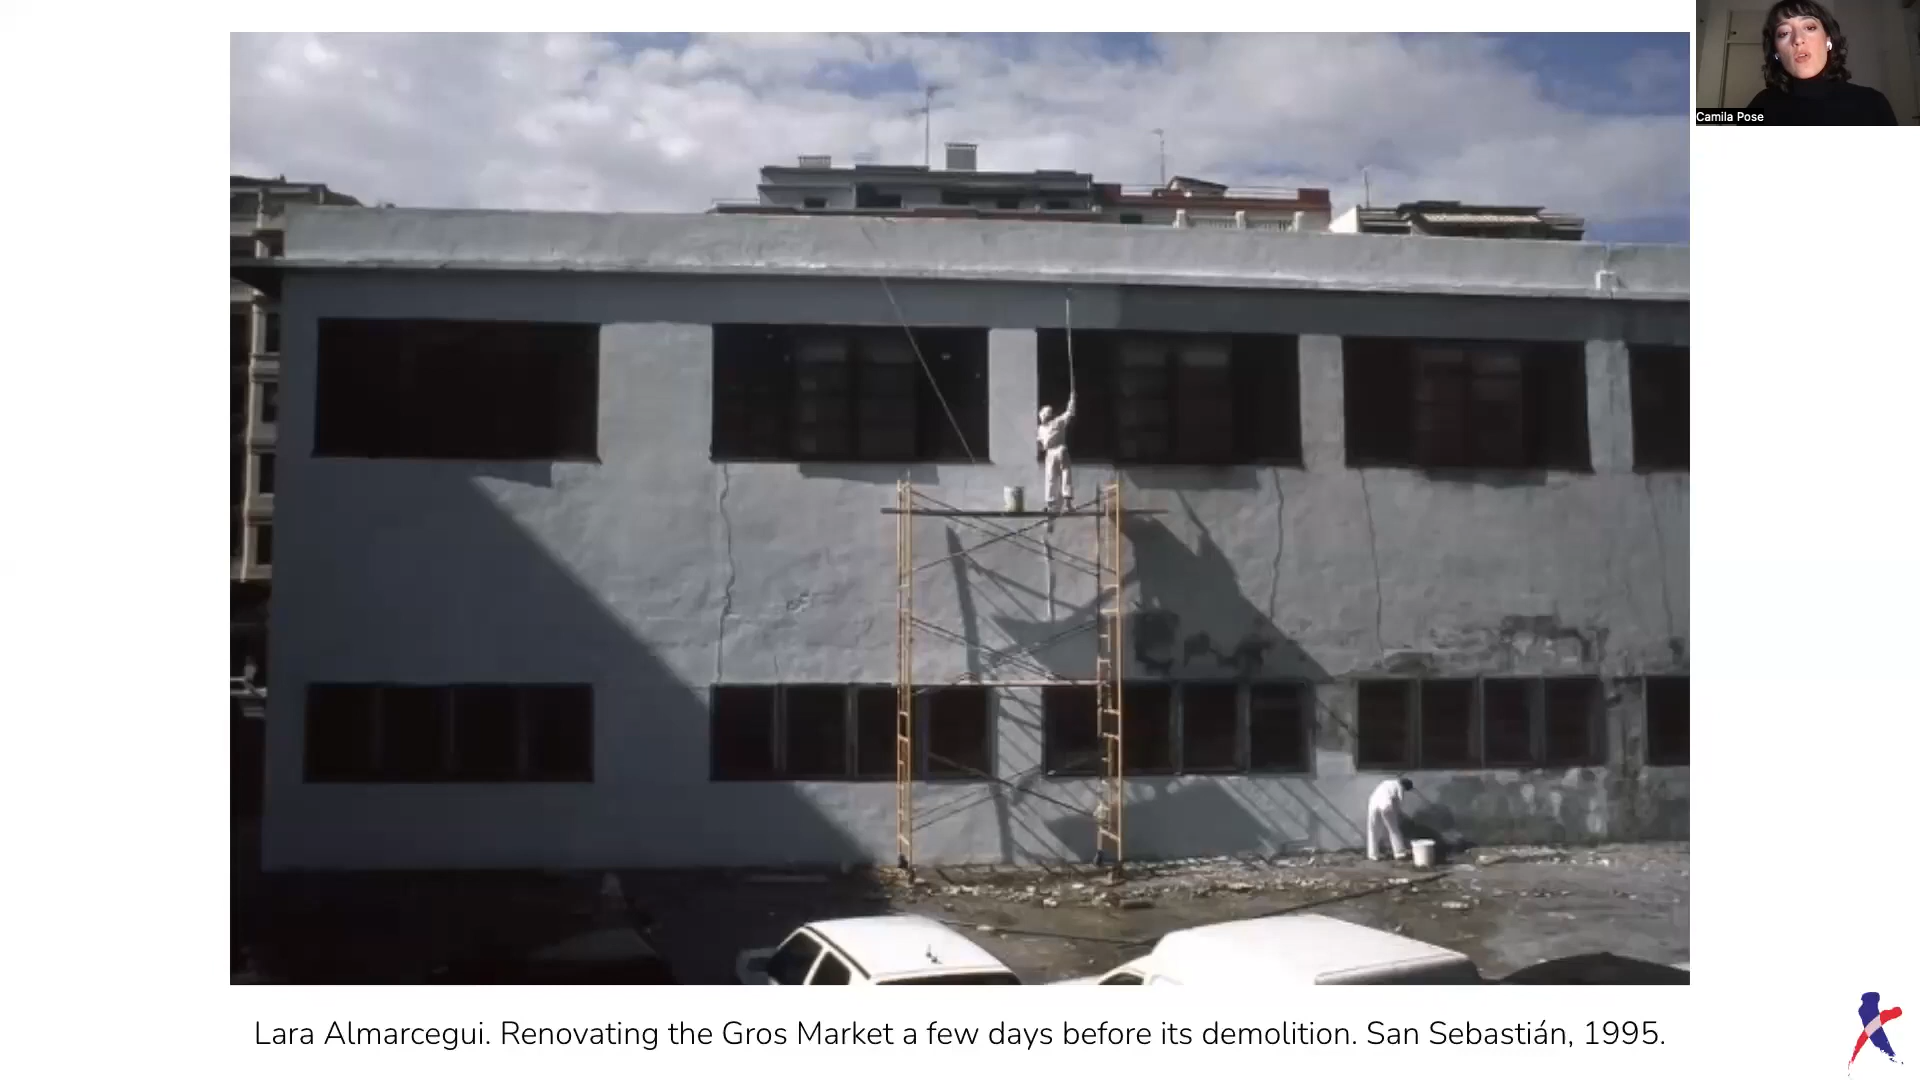 Camila Pose
Lara Almarcegui. Renovating the Gros Market a few days before its demolition. San Sebastián, 1995.